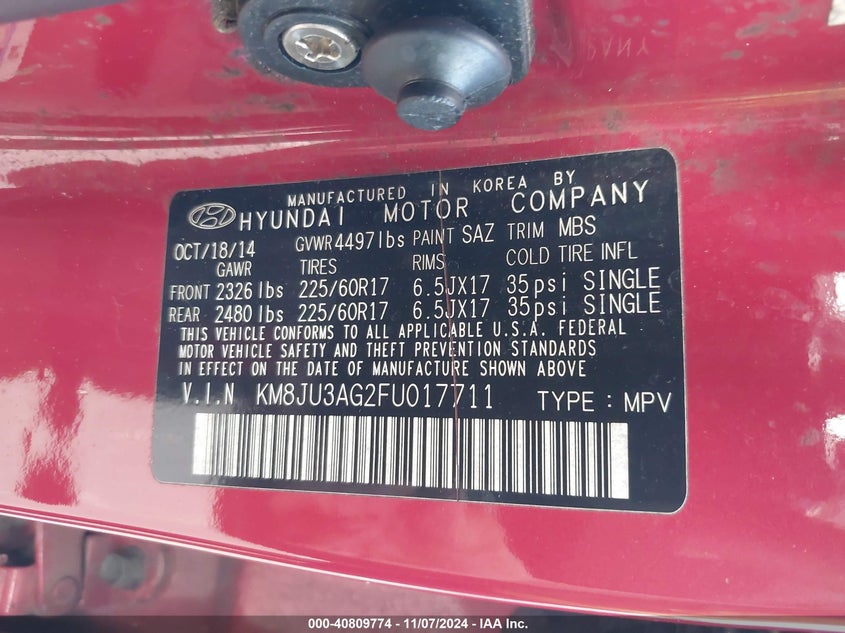 MANUFACTURED IN KOREA BY
HYUNDAI MOTOR COMPANY
OCT/18/14 GVWR 4497lbs PAINT SAZ TRIM MBS
GAWR TIRES RIMS COLD TIRE INFL
FRONT 2326 lbs 225/60R17 6.5JX17 35psi SINGLE
REAR 2480 lbs 225/60R17 6.5JX17 35psi SINGLE
THIS VEHICLE CONFORMS TO ALL APPLICABLE U.S.A. FEDERAL
MOTOR VEHICLE SAFETY AND THEFT PREVENTION STANDARDS
IN EFFECT ON THE DATE OF MANUFACTURE SHOWN ABOVE
V.I.N KM8JU3AG2FU017711 TYPE : MPV
000-40809774 - 11/07/2024 - IAA Inc.